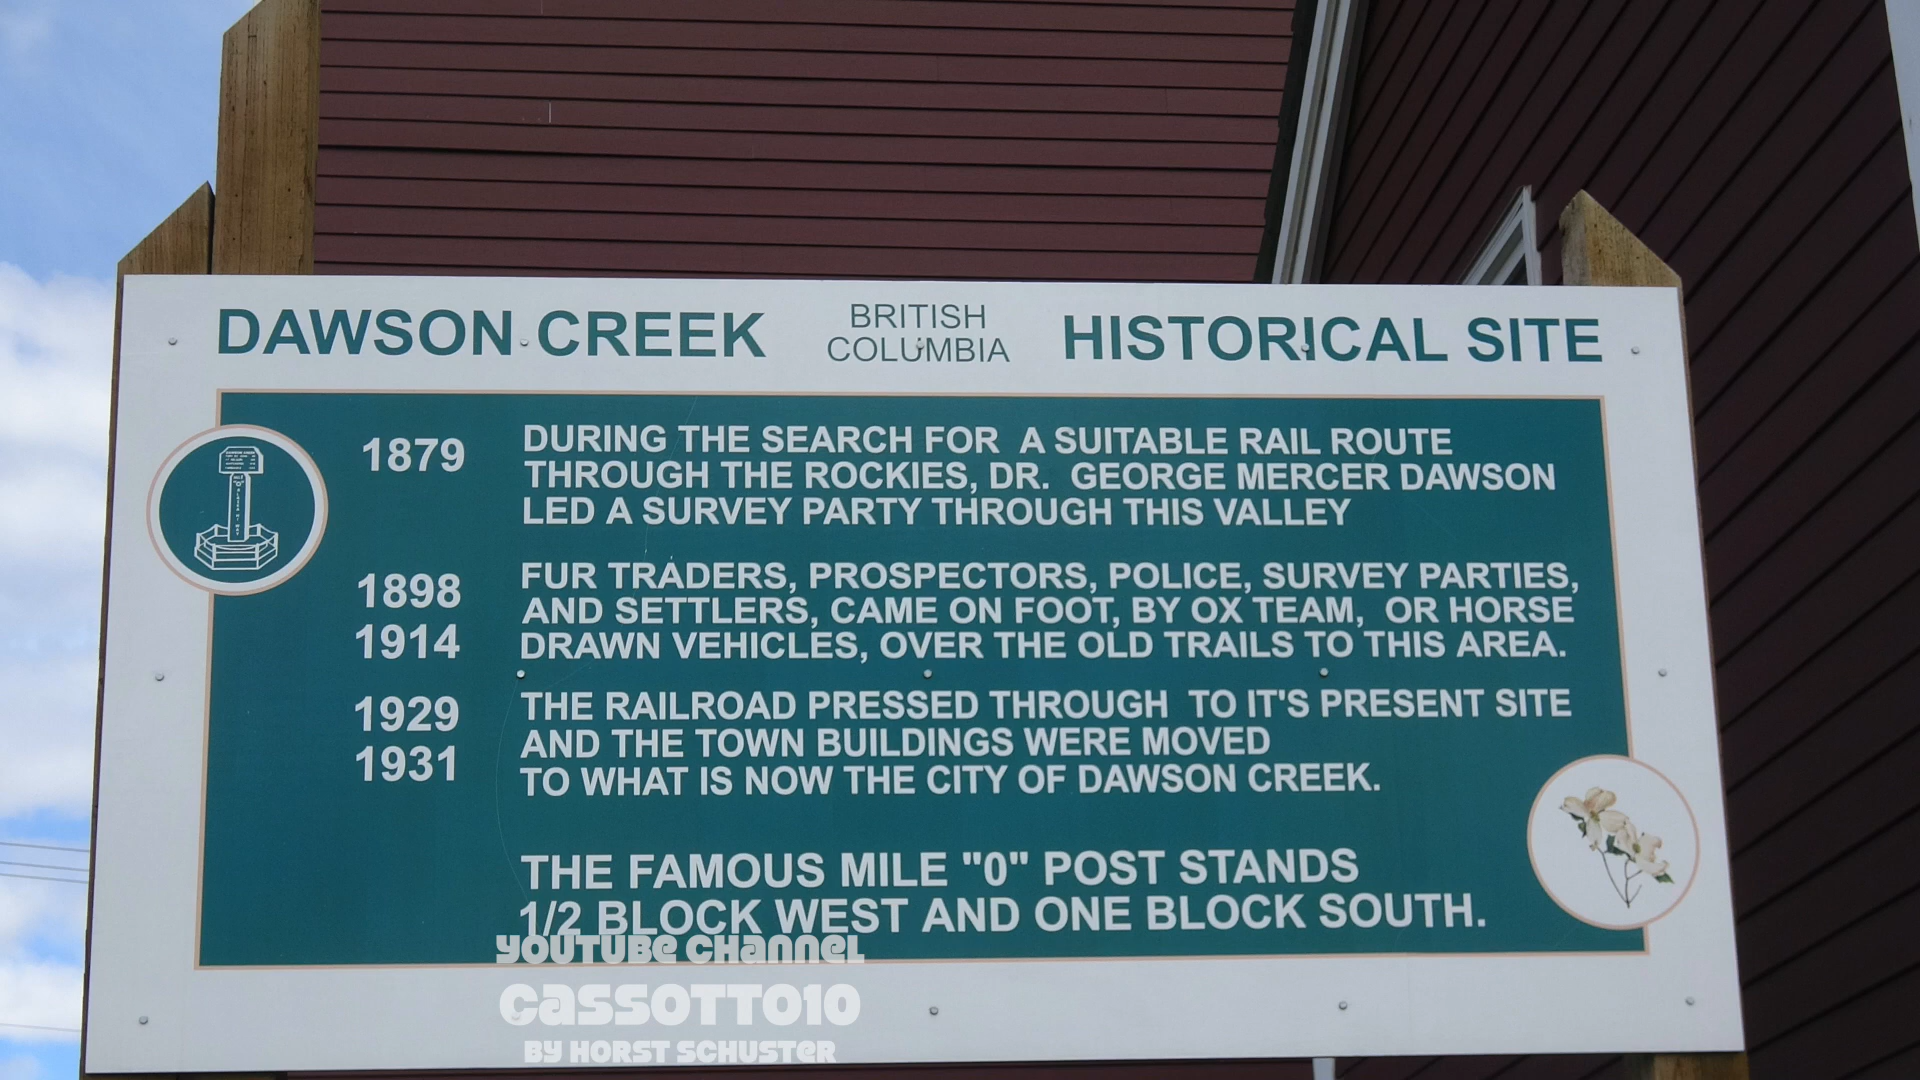 DAWSON CREEK BRITISH COLUMBIA HISTORICAL SITE
1879
DURING THE SEARCH FOR A SUITABLE RAIL ROUTE
THROUGH THE ROCKIES, DR. GEORGE MERCER DAWSON
LED A SURVEY PARTY THROUGH THIS VALLEY
1898
1914
FUR TRADERS, PROSPECTORS, POLICE, SURVEY PARTIES,
AND SETTLERS, CAME ON FOOT, BY OX TEAM, OR HORSE
DRAWN VEHICLES, OVER THE OLD TRAILS TO THIS AREA.
1929
1931
THE RAILROAD PRESSED THROUGH TO IT'S PRESENT SITE
AND THE TOWN BUILDINGS WERE MOVED
TO WHAT IS NOW THE CITY OF DAWSON CREEK.
THE FAMOUS MILE "0" POST STANDS
1/2 BLOCK WEST AND ONE BLOCK SOUTH.
YOUTUBE CHANNEL
CASSOTTO10
BY HORST SCHUSTER